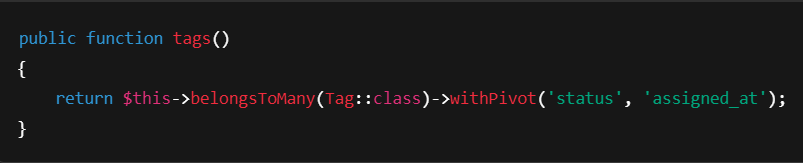 public function tags()
{
    return $this->belongsToMany(Tag::class)->withPivot('status', 'assigned_at');
}